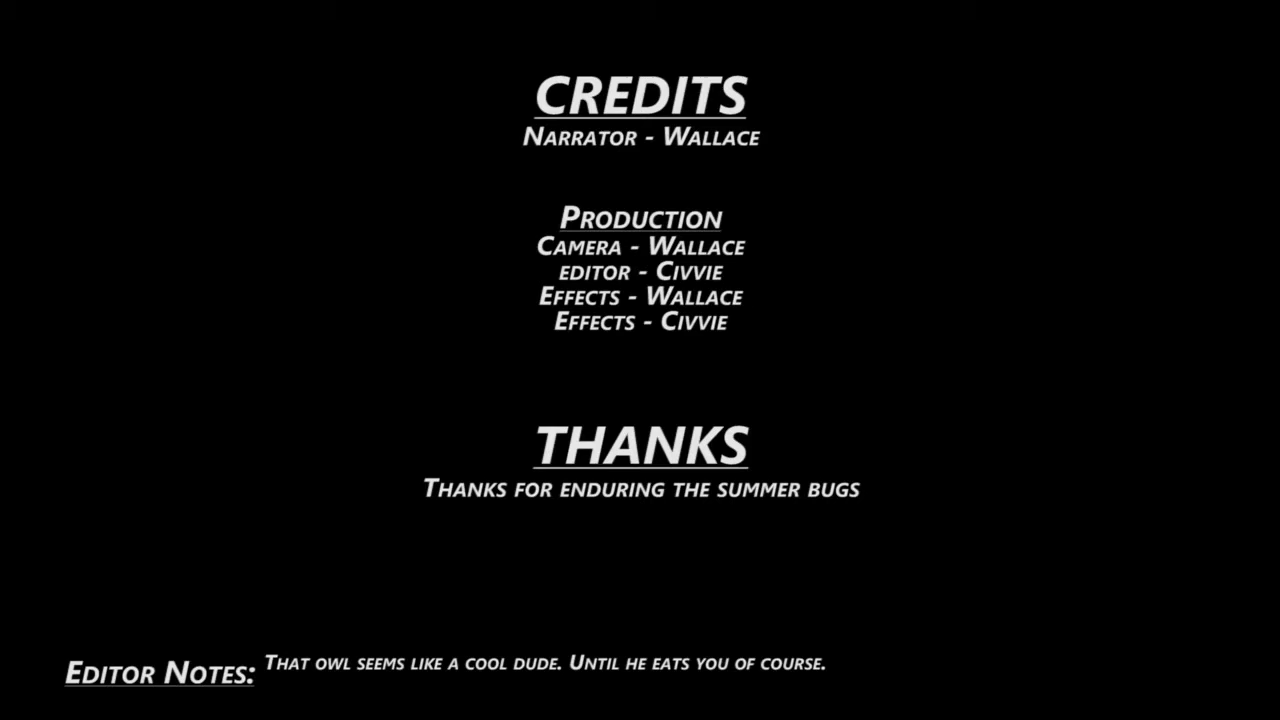 CREDITS
NARRATOR - WALLACE
PRODUCTION
CAMERA - WALLACE
EDITOR - CIVVIE
EFFECTS - WALLACE
EFFECTS - CIVVIE
THANKS
THANKS FOR ENDURING THE SUMMER BUGS
EDITOR NOTES: THAT OWL SEEMS LIKE A COOL DUDE. UNTIL HE EATS YOU OF COURSE.